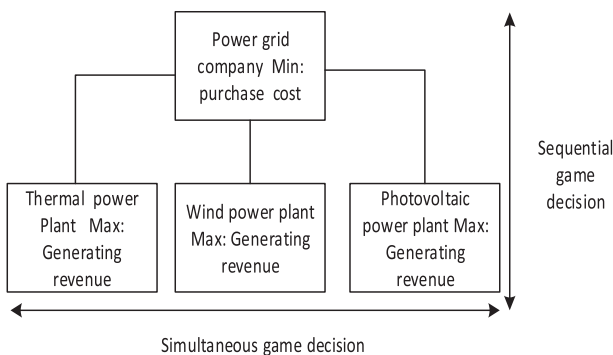 Power grid
company Min:
purchase cost
Sequential
game
decision
Thermal power
Plant Max:
Generating
revenue
Wind power plant
Max: Generating
revenue
Photovoltaic
power plant Max:
Generating
revenue
Simultaneous game decision